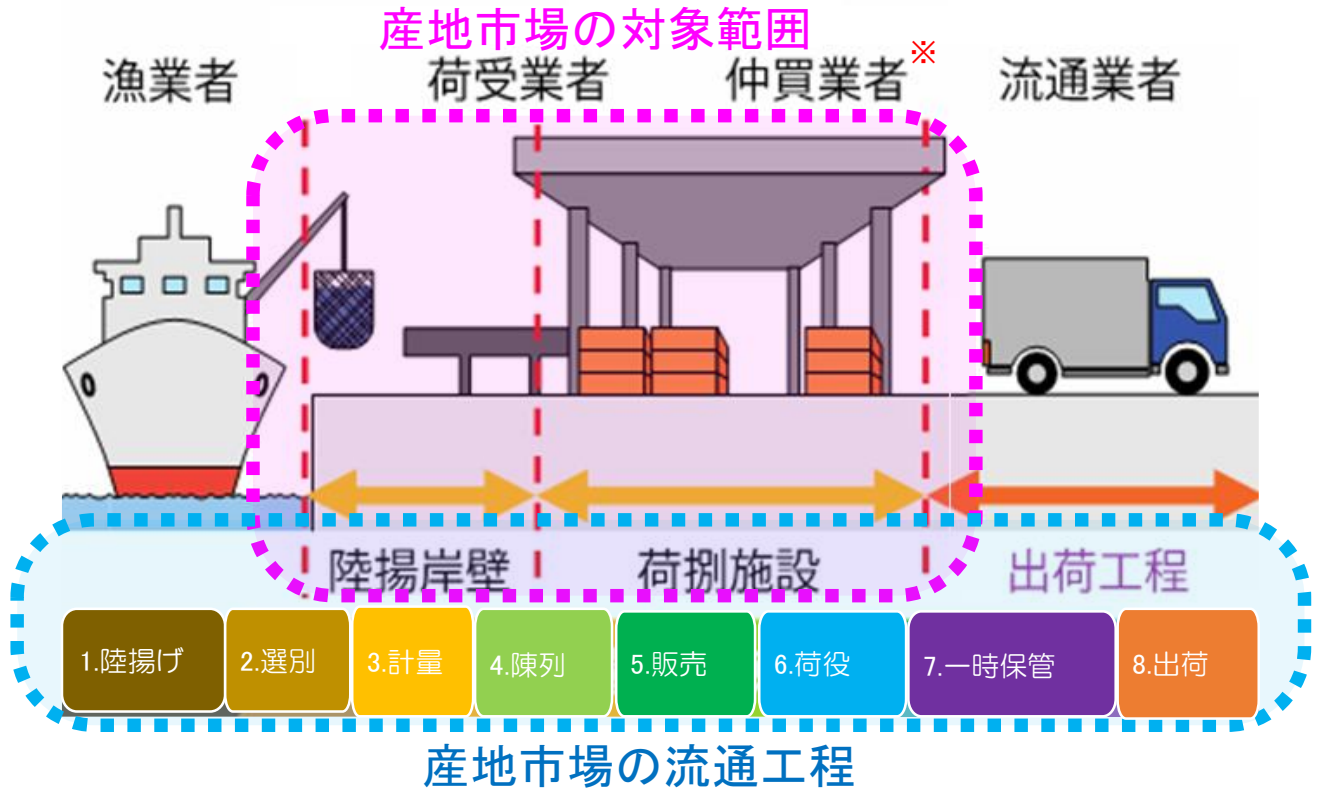 産地市場の対象範囲
漁業者
荷受業者
仲買業者※
流通業者
陸揚岸壁
荷捌施設
出荷工程
1.陸揚げ
2.選別
3.計量
4.陳列
5.販売
6.荷役
7.一時保管
8.出荷
産地市場の流通工程